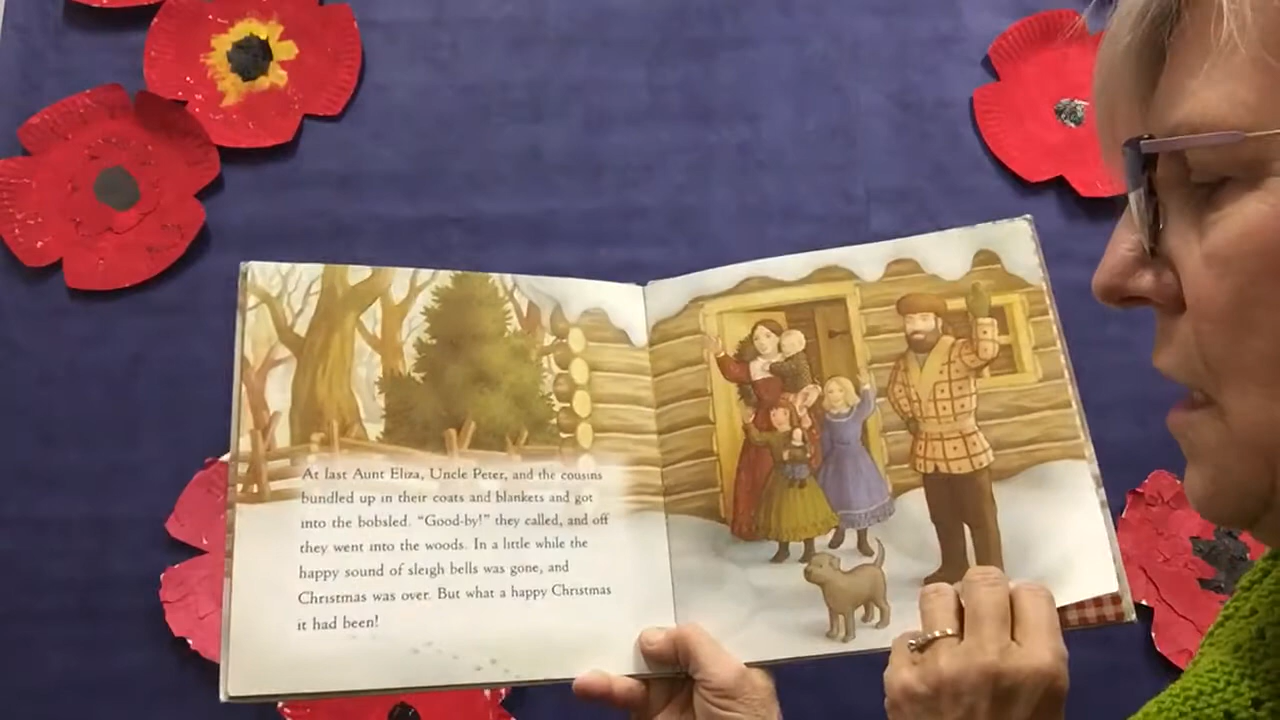 At last Aunt Eliza, Uncle Peter, and the cousins
bundled up in their coats and blankets and got
into the bobsled. “Good-by!” they called, and off
they went into the woods. In a little while the
happy sound of sleigh bells was gone, and
Christmas was over. But what a happy Christmas
it had been!